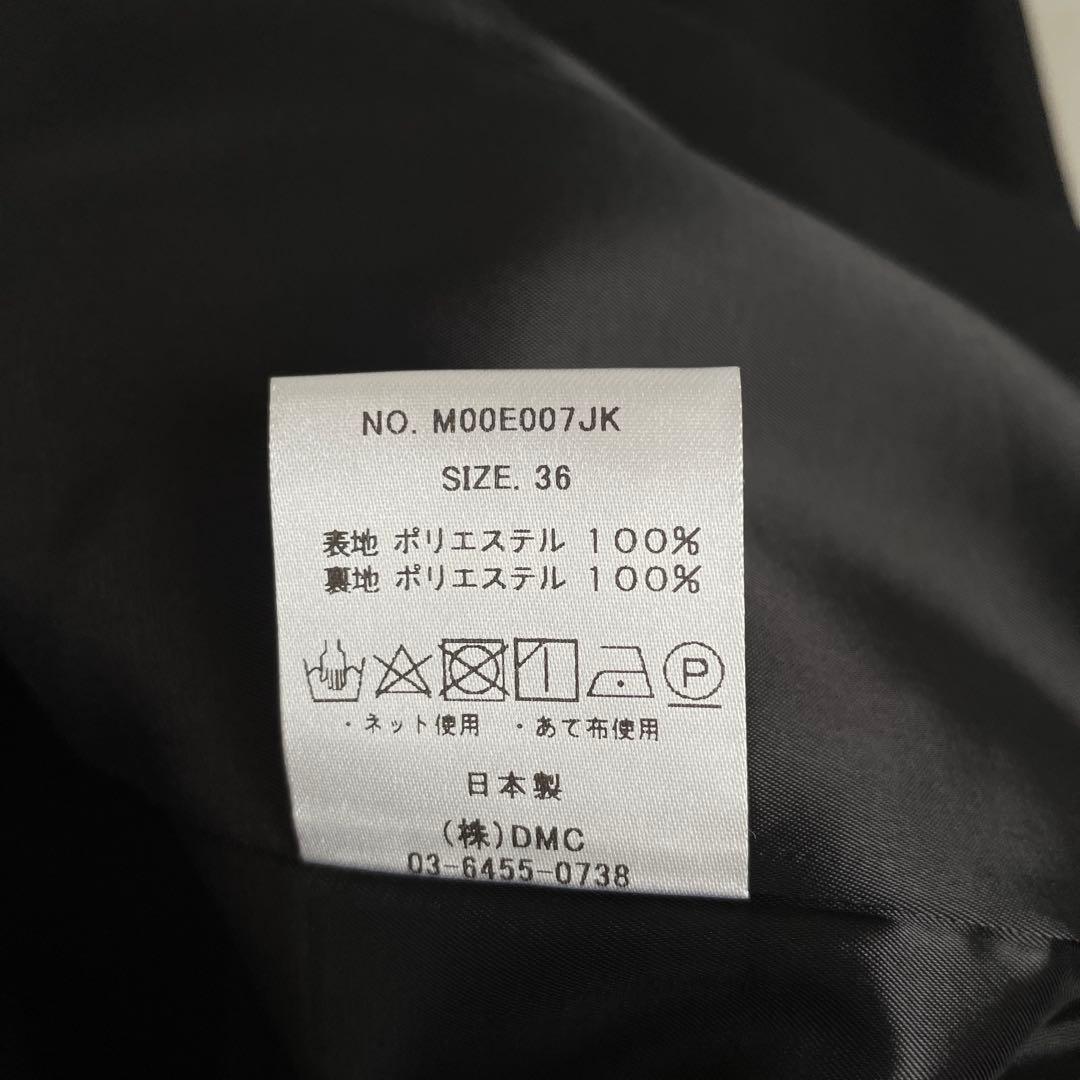 NO. M00E007JK
SIZE. 36
表地 ポリエステル 100%
裏地 ポリエステル 100%
P
・ネット使用 ・あて布使用
日本製
(株)DMC
03-6455-0738